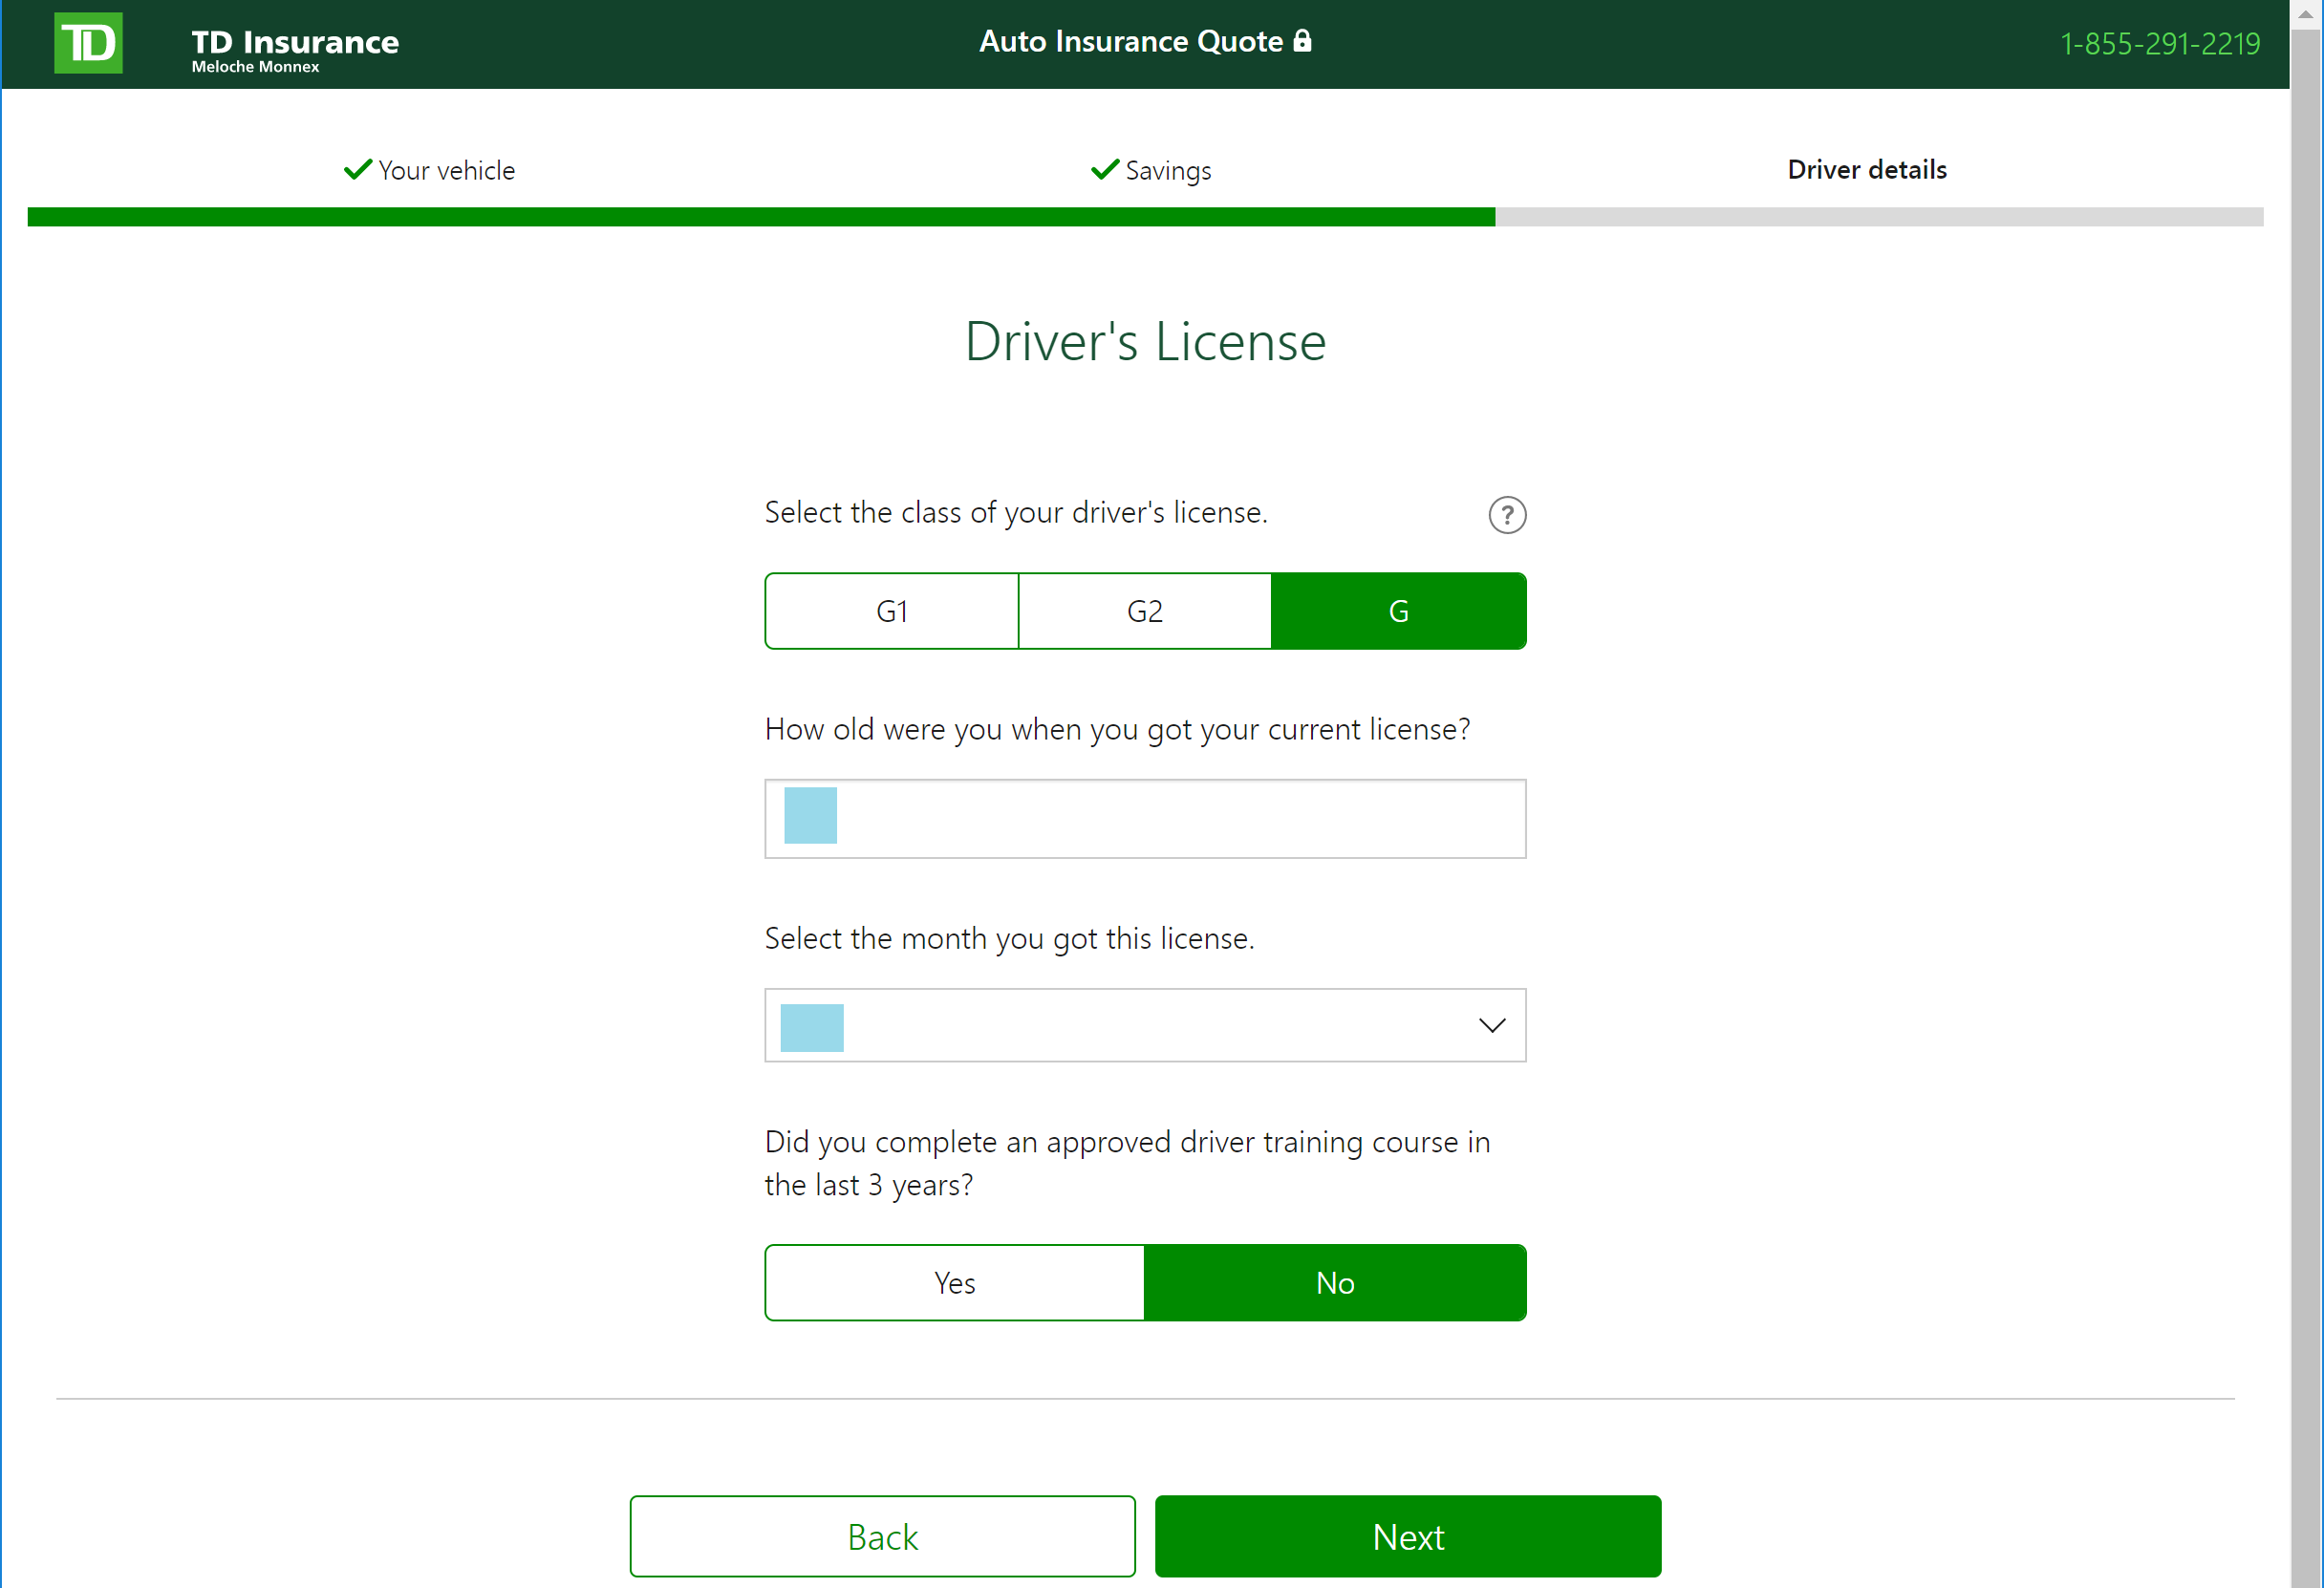 TD
TD Insurance
Meloche Monnex
Auto Insurance Quote
1-855-291-2219
Your vehicle
Savings
Driver details
Driver's License
Select the class of your driver's license.
?
G1
G2
G
How old were you when you got your current license?
Select the month you got this license.
Did you complete an approved driver training course in
the last 3 years?
Yes
No
Back
Next